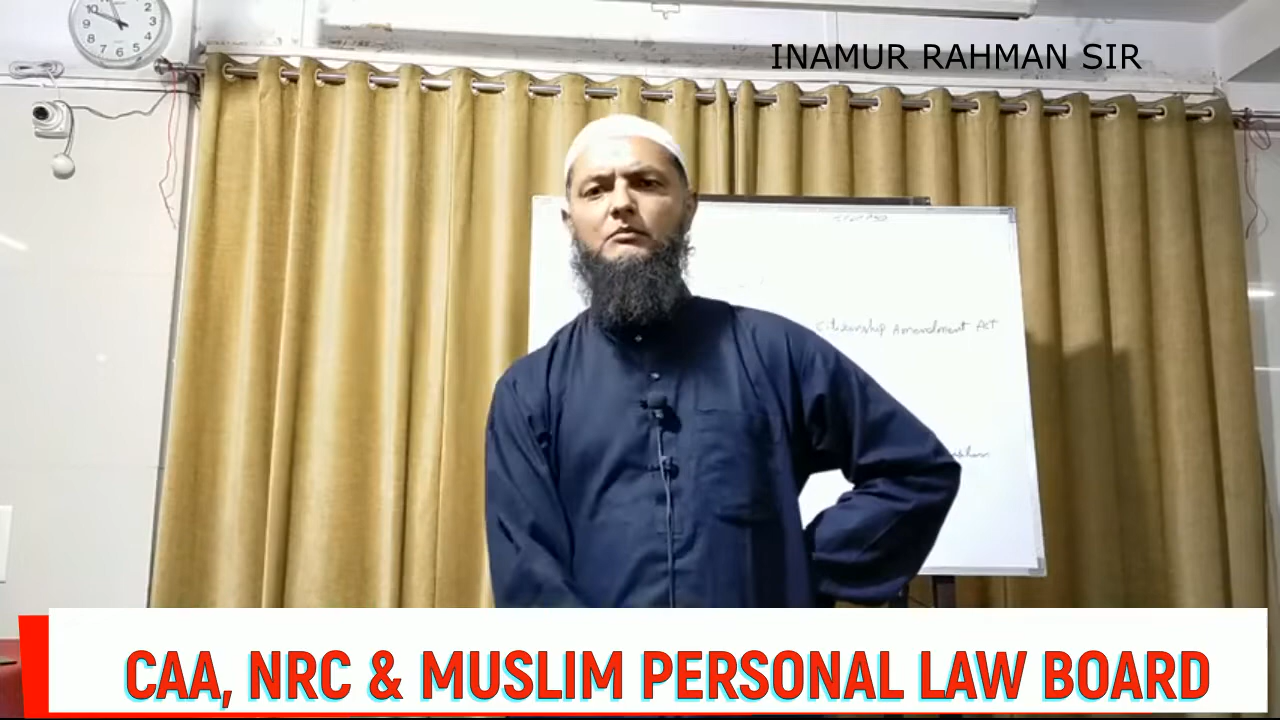 INAMUR RAHMAN SIR
Citizenship Amendment Act
CAA, NRC & MUSLIM PERSONAL LAW BOARD